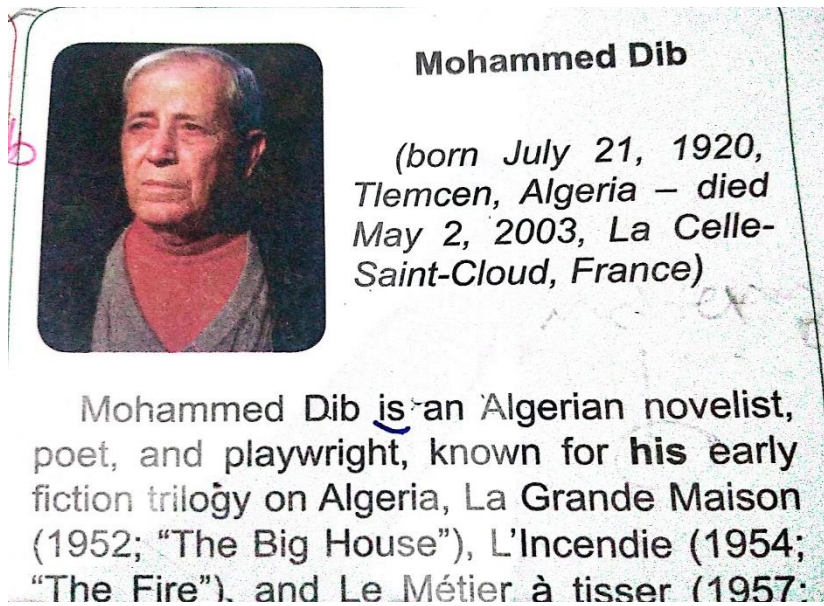 Mohammed Dib
(born July 21, 1920,
Tlemcen, Algeria – died
May 2, 2003, La Celle-
Saint-Cloud, France)
Mohammed Dib is an Algerian novelist,
poet, and playwright, known for his early
fiction trilogy on Algeria, La Grande Maison
(1952; “The Big House”), L’Incendie (1954;
“The Fire”), and Le Métier à tisser (1957;